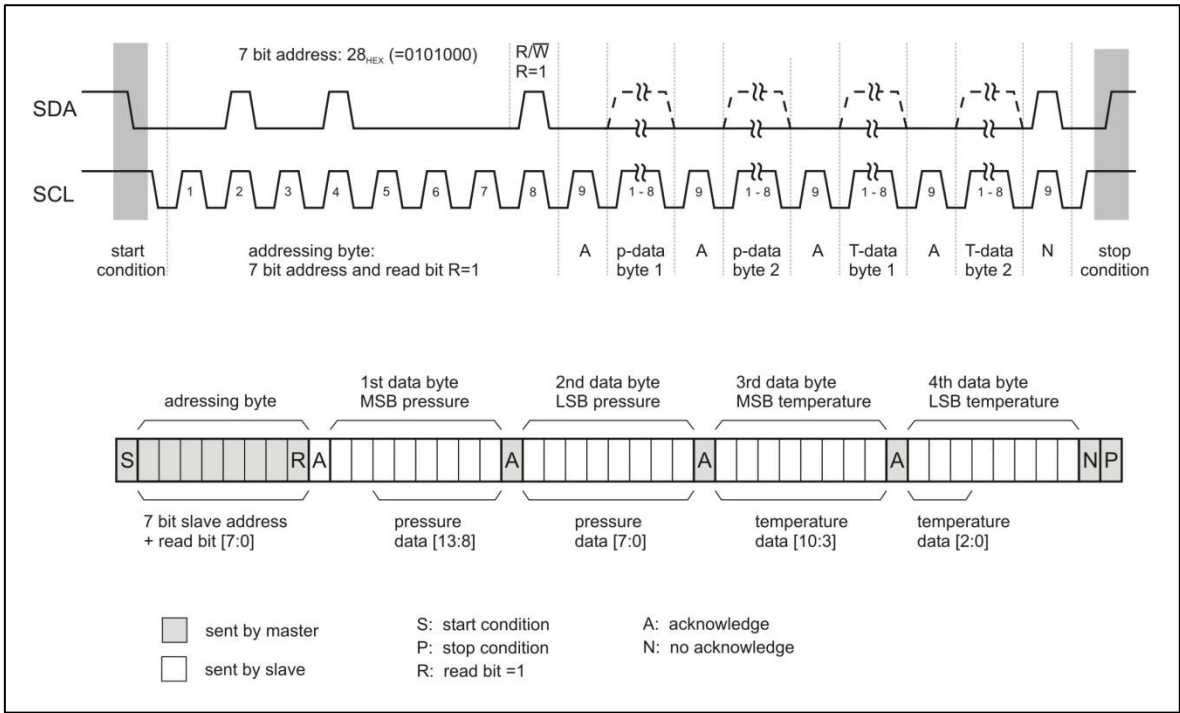 7 bit address: 28HEX (=0101000)
R/W̅
R=1
SDA
SCL
1 2 3 4 5 6 7 8 9 1 - 8 9 1 - 8 9 1 - 8 9 1 - 8 9
start
condition
addressing byte:
7 bit address and read bit R=1
A
p-data
byte 1
A
p-data
byte 2
A
T-data
byte 1
A
T-data
byte 2
N
stop
condition
adressing byte
1st data byte
MSB pressure
2nd data byte
LSB pressure
3rd data byte
MSB temperature
4th data byte
LSB temperature
S R A A A A N P
7 bit slave address
+ read bit [7:0]
pressure
data [13:8]
pressure
data [7:0]
temperature
data [10:3]
temperature
data [2:0]
sent by master
sent by slave
S: start condition
P: stop condition
R: read bit =1
A: acknowledge
N: no acknowledge